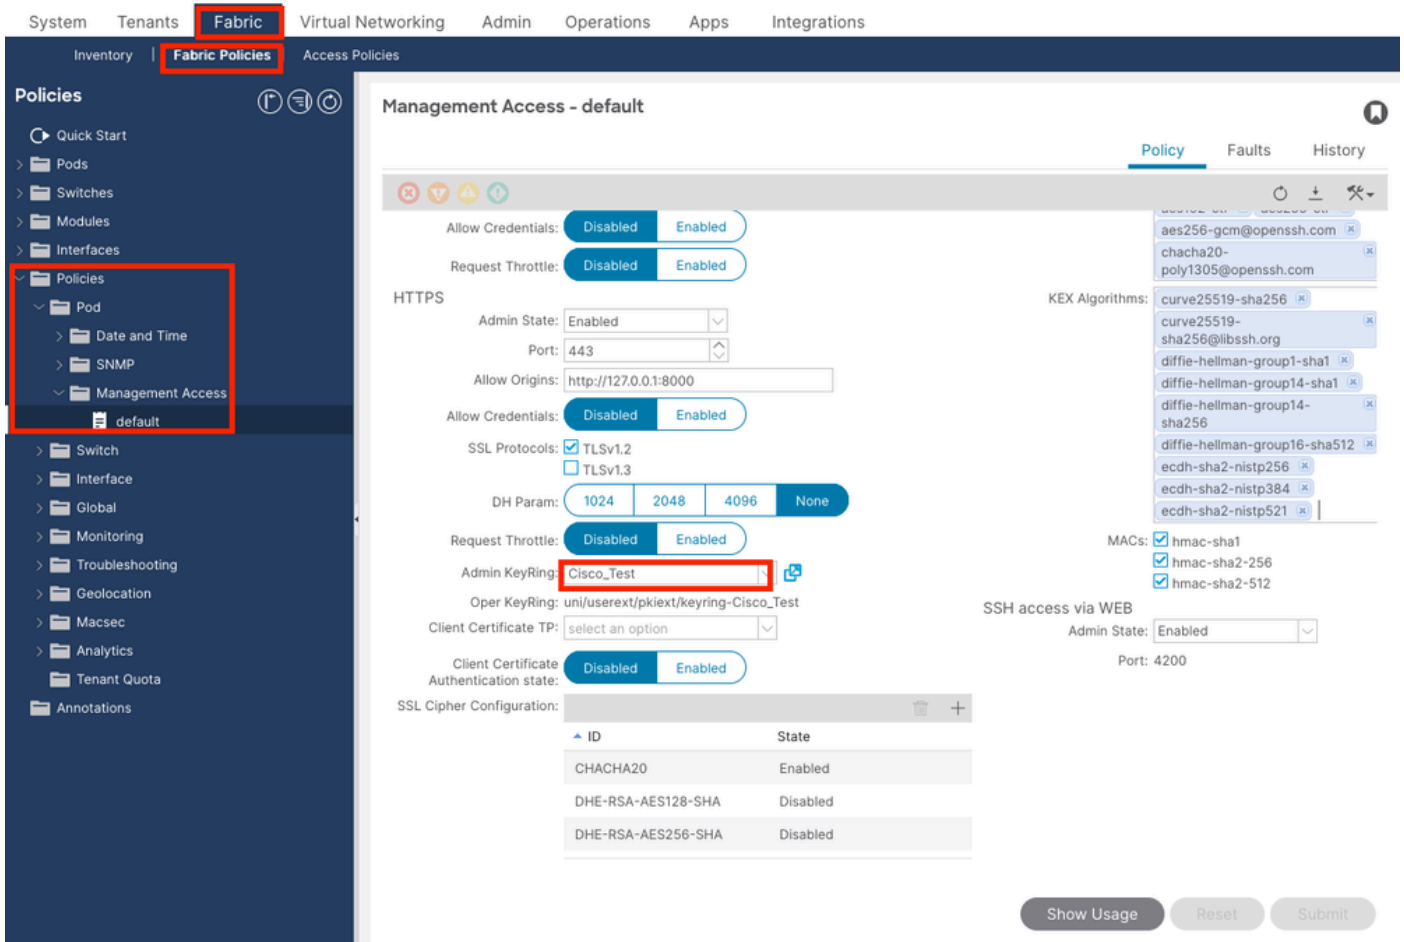 System Tenants Fabric Virtual Networking Admin Operations Apps Integrations
Inventory | Fabric Policies Access Policies
Policies
Quick Start
Pods
Switches
Modules
Interfaces
Policies
Pod
Date and Time
SNMP
Management Access
default
Switch
Interface
Global
Monitoring
Troubleshooting
Geolocation
Macsec
Analytics
Tenant Quota
Annotations
Management Access - default
Policy Faults History
Allow Credentials: Disabled Enabled
Request Throttle: Disabled Enabled
HTTPS
Admin State: Enabled
Port: 443
Allow Origins: http://127.0.0.1:8000
Allow Credentials: Disabled Enabled
SSL Protocols: TLSv1.2
TLSv1.3
DH Param: 1024 2048 4096 None
Request Throttle: Disabled Enabled
Admin KeyRing: Cisco_Test
Oper KeyRing: uni/userext/pkiext/keyring-Cisco_Test
Client Certificate TP: select an option
Client Certificate
Authentication state: Disabled Enabled
SSL Cipher Configuration:
ID State
CHACHA20 Enabled
DHE-RSA-AES128-SHA Disabled
DHE-RSA-AES256-SHA Disabled
aes256-gcm@openssh.com
chacha20-
poly1305@openssh.com
KEX Algorithms: curve25519-sha256
curve25519-
sha256@libssh.org
diffie-hellman-group1-sha1
diffie-hellman-group14-sha1
diffie-hellman-group14-
sha256
diffie-hellman-group16-sha512
ecdh-sha2-nistp256
ecdh-sha2-nistp384
ecdh-sha2-nistp521
MACs: hmac-sha1
hmac-sha2-256
hmac-sha2-512
SSH access via WEB
Admin State: Enabled
Port: 4200
Show Usage Reset Submit